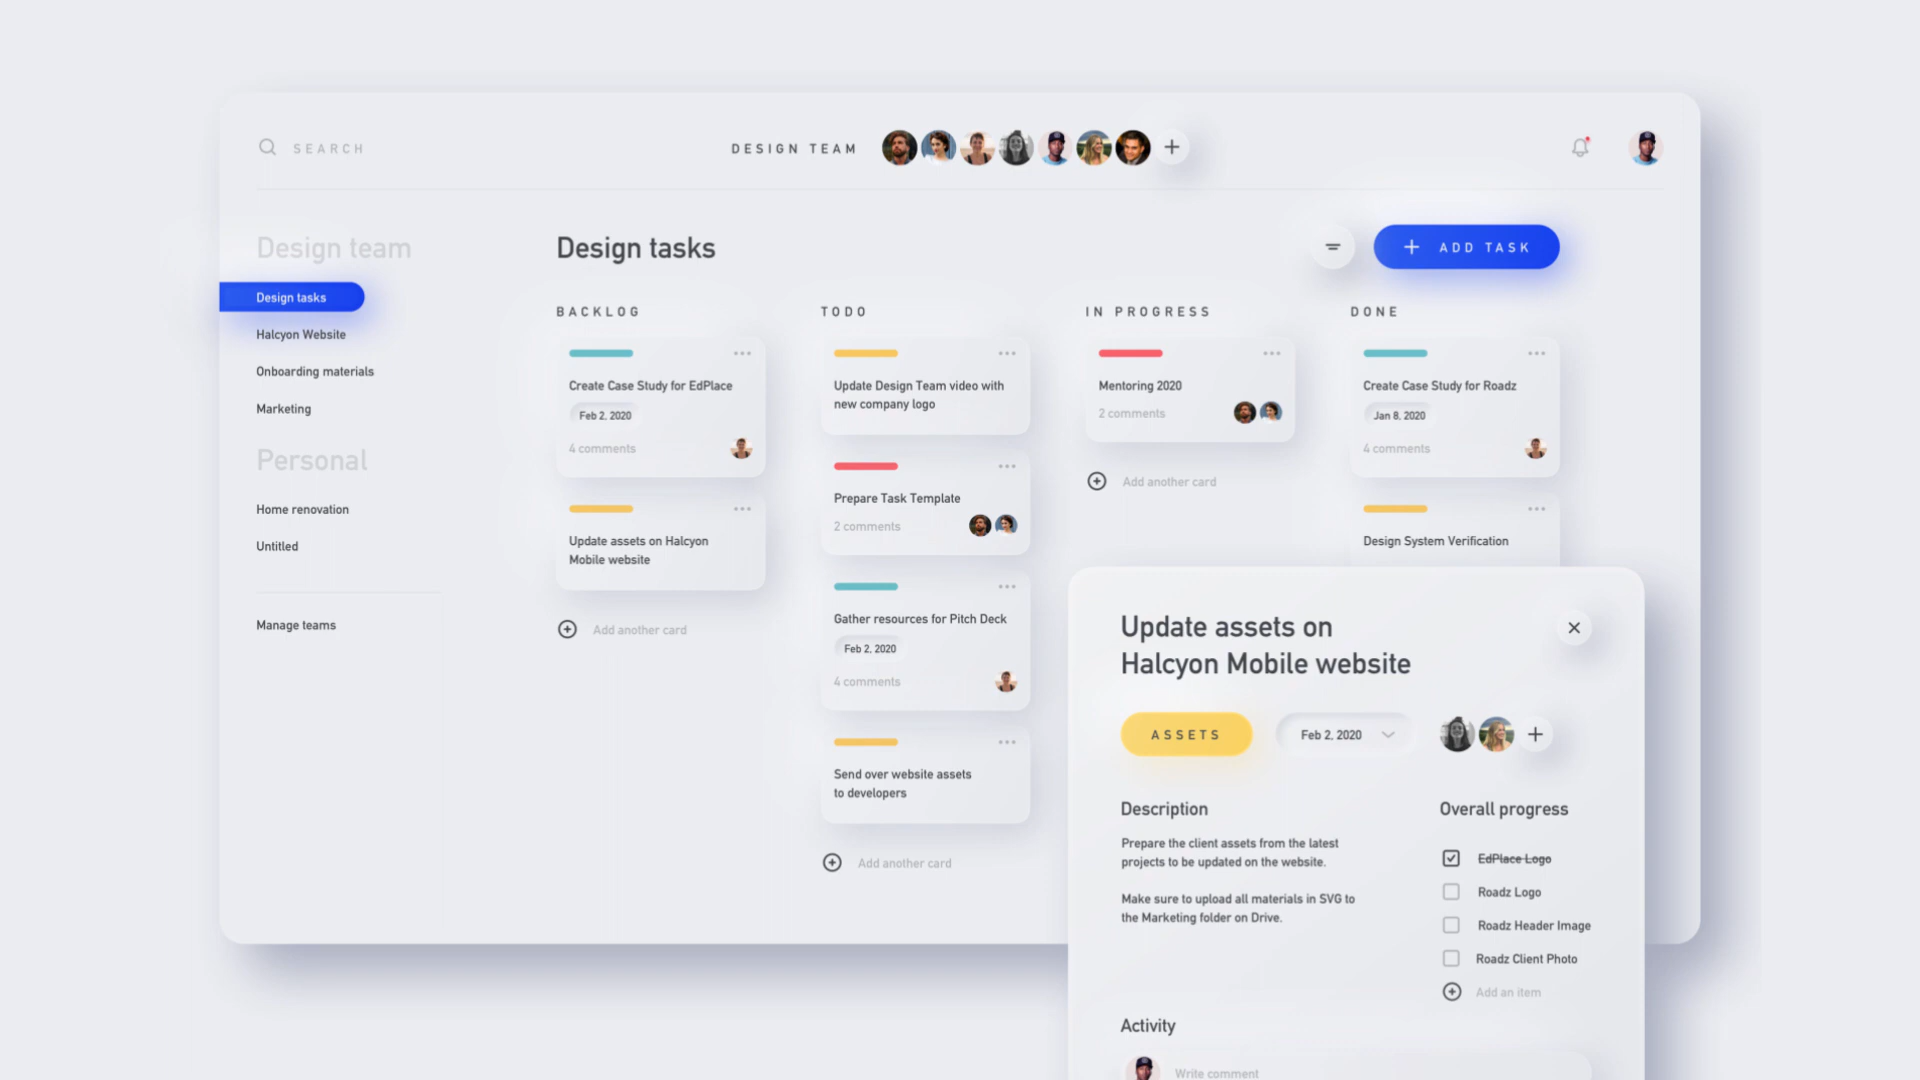 SEARCH
DESIGN TEAM
Design team
Design tasks
Halcyon Website
Onboarding materials
Marketing
Personal
Home renovation
Untitled
Manage teams
Design tasks
ADD TASK
BACKLOG
Create Case Study for EdPlace
Feb 2, 2020
4 comments
Update assets on Halcyon
Mobile website
Add another card
TODO
Update Design Team video with
new company logo
Prepare Task Template
2 comments
Gather resources for Pitch Deck
Feb 2, 2020
4 comments
Send over website assets
to developers
Add another card
IN PROGRESS
Mentoring 2020
2 comments
Add another card
DONE
Create Case Study for Roadz
Jan 8, 2020
4 comments
Design System Verification
Update assets on
Halcyon Mobile website
ASSETS
Feb 2, 2020
Description
Prepare the client assets from the latest
projects to be updated on the website.
Make sure to upload all materials in SVG to
the Marketing folder on Drive.
Overall progress
EdPlace Logo
Roadz Logo
Roadz Header Image
Roadz Client Photo
Add an item
Activity
Write comment